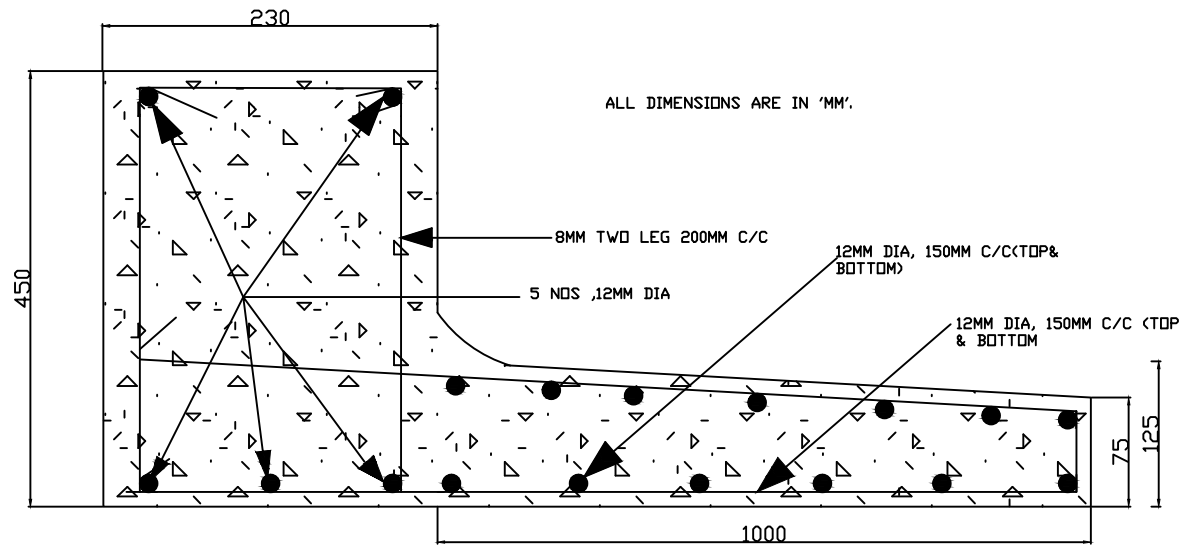 230
ALL DIMENSIONS ARE IN 'MM'.
450
8MM TWO LEG 200MM C/C
12MM DIA, 150MM C/C(TOP&
BOTTOM)
5 NOS ,12MM DIA
12MM DIA, 150MM C/C (TOP
& BOTTOM
75
125
1000